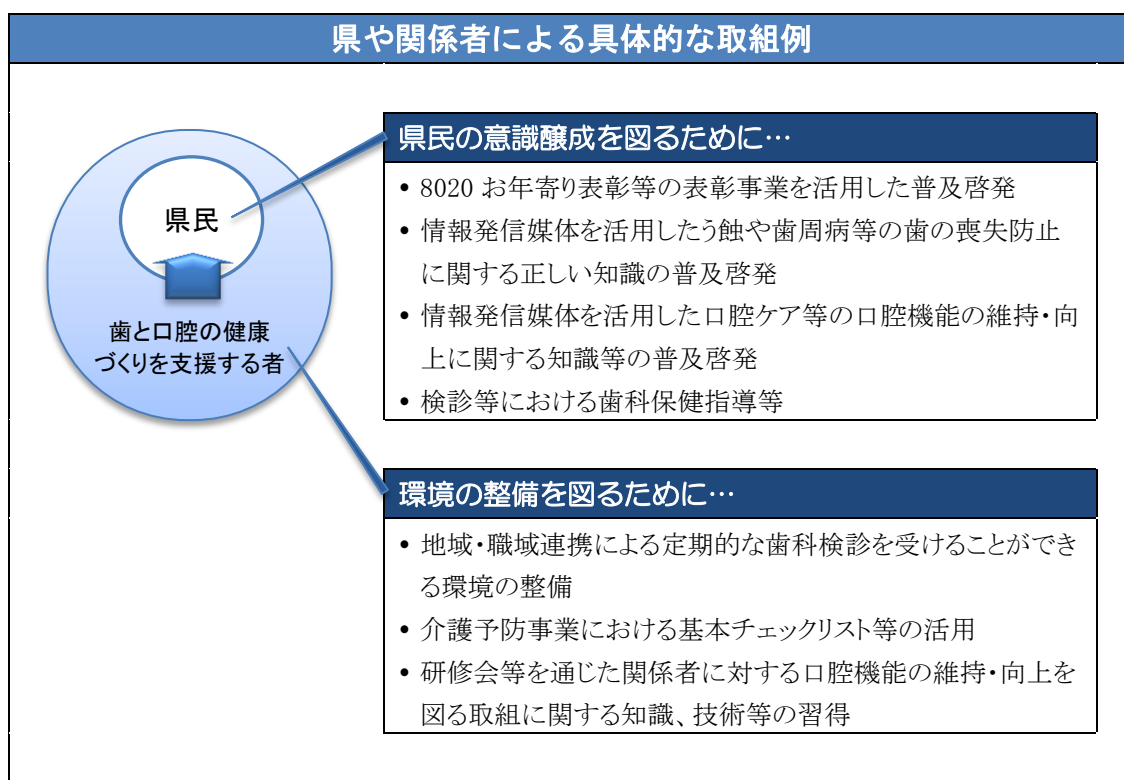 県や関係者による具体的な取組例
県民
歯と口腔の健康
づくりを支援する者
県民の意識醸成を図るために…
• 8020 お年寄り表彰等の表彰事業を活用した普及啓発
• 情報発信媒体を活用したう蝕や歯周病等の歯の喪失防止
に関する正しい知識の普及啓発
• 情報発信媒体を活用した口腔ケア等の口腔機能の維持・向
上に関する知識等の普及啓発
• 検診等における歯科保健指導等
環境の整備を図るために…
• 地域・職域連携による定期的な歯科検診を受けることができ
る環境の整備
• 介護予防事業における基本チェックリスト等の活用
• 研修会等を通じた関係者に対する口腔機能の維持・向上を
図る取組に関する知識、技術等の習得